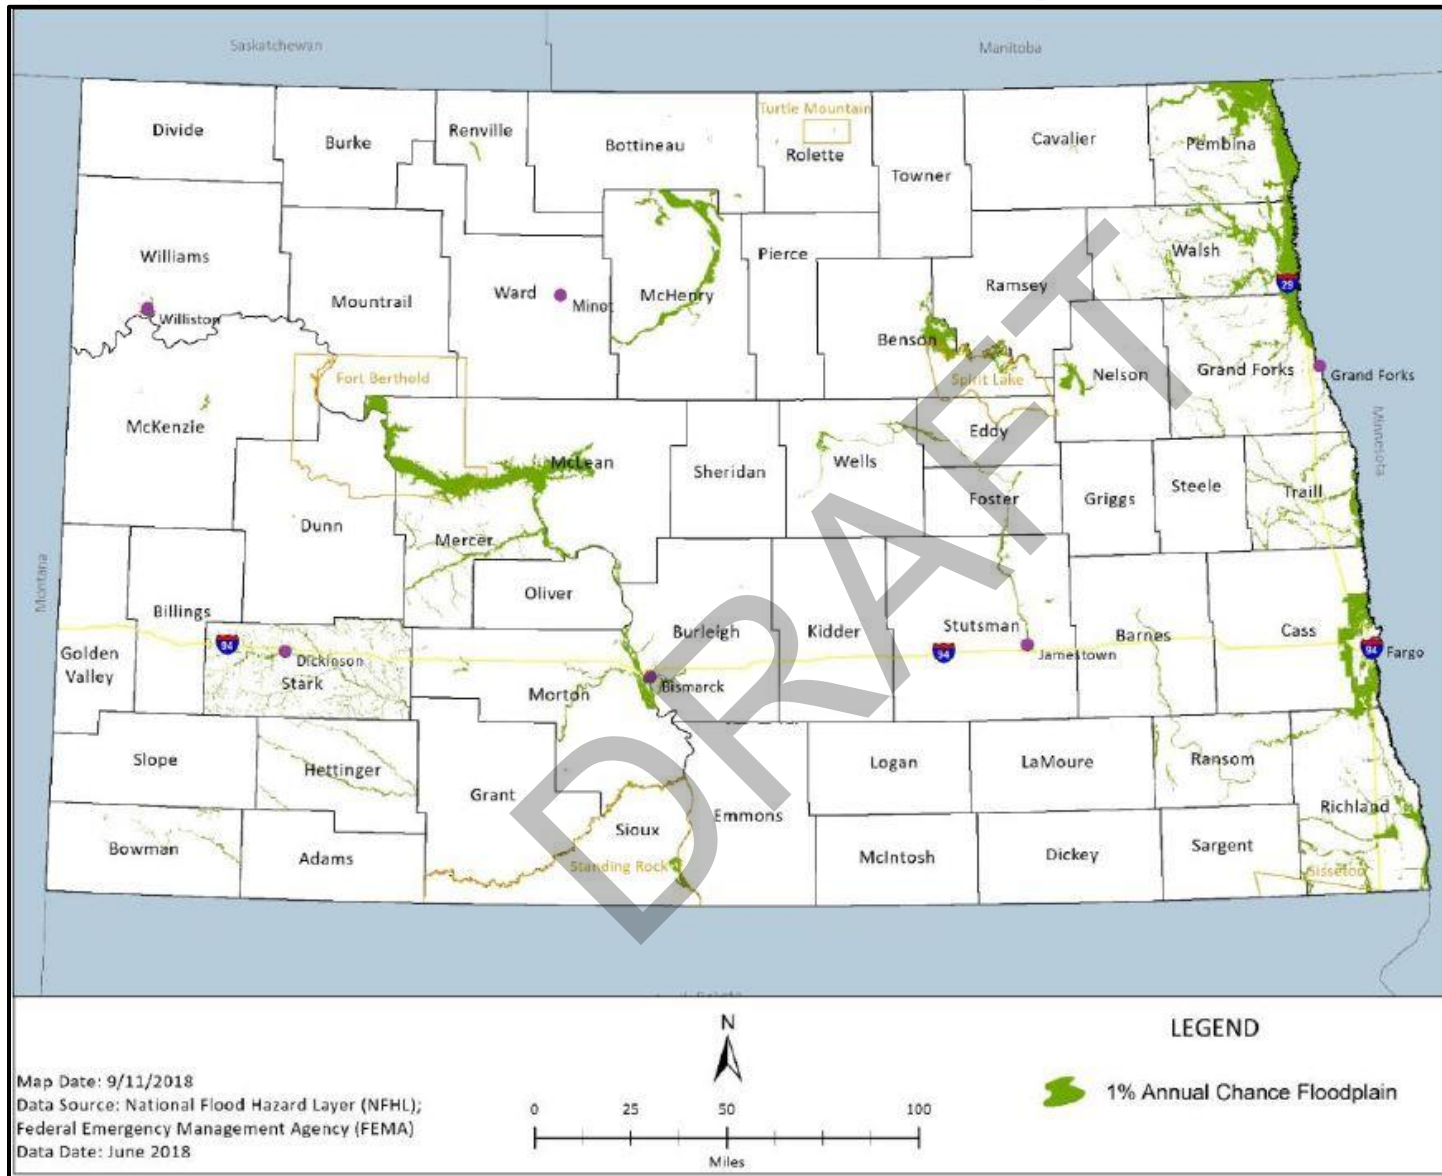 Saskatchewan
Manitoba
Turtle Mountain
Divide
Burke
Renville
Bottineau
Rolette
Towner
Cavalier
Pembina
Williams
Williston
Mountrail
Ward
Minot
McHenry
Pierce
Benson
Ramsey
Walsh
29
Fort Berthold
Spirit Lake
Nelson
Grand Forks
Grand Forks
McKenzie
McLean
Sheridan
Wells
Eddy
Foster
Griggs
Steele
Traill
Minnesota
Dunn
Mercer
Oliver
Montana
Billings
Golden
Valley
94
Dickinson
Stark
Morton
Burleigh
Bismarck
Kidder
Stutsman
94
Jamestown
Barnes
Cass
94
Fargo
Slope
Hettinger
Grant
Bowman
Adams
Sioux
Standing Rock
Emmons
Logan
LaMoure
Ransom
Richland
McIntosh
Dickey
Sargent
Sisseton
DRAFT
N
LEGEND
1% Annual Chance Floodplain
Map Date: 9/11/2018
Data Source: National Flood Hazard Layer (NFHL);
Federal Emergency Management Agency (FEMA)
Data Date: June 2018
0 25 50 100
Miles